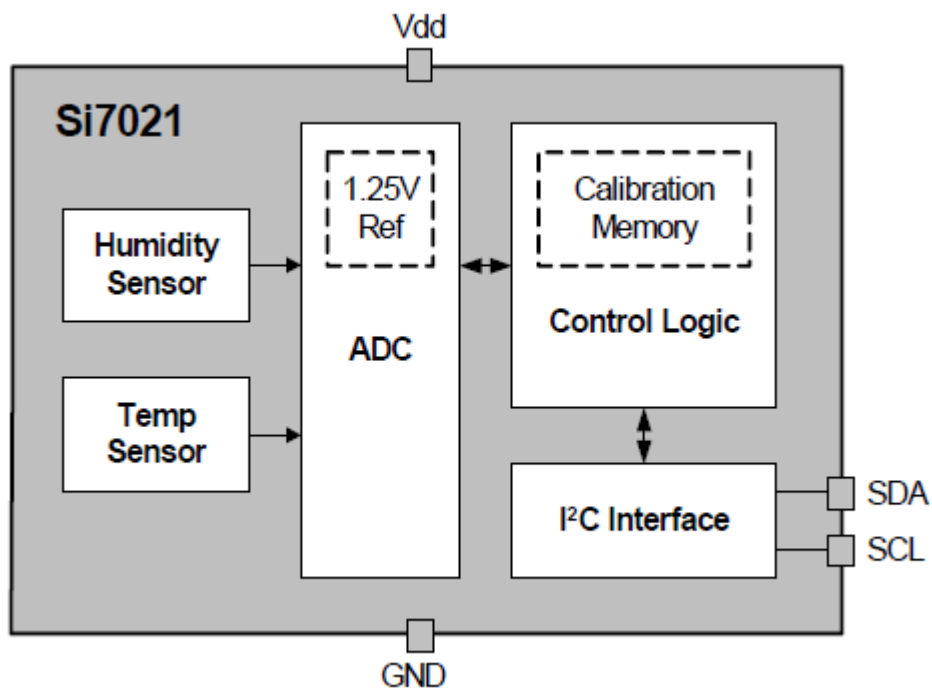 Vdd
Si7021
1.25V
Ref
Calibration
Memory
Humidity
Sensor
Control Logic
ADC
Temp
Sensor
I²C Interface
SDA
SCL
GND